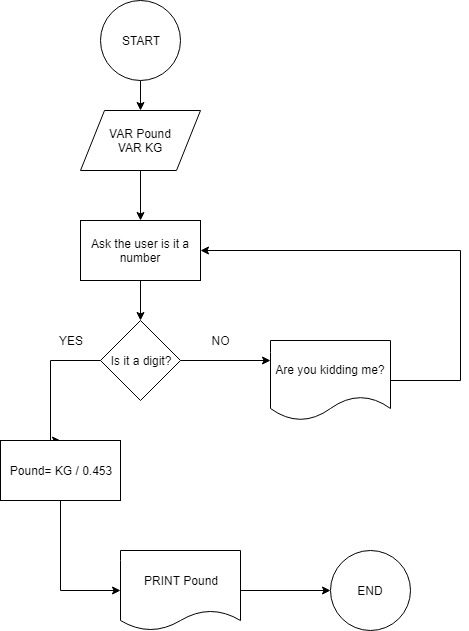 START
VAR Pound
VAR KG
Ask the user is it a
number
YES
Is it a digit?
NO
Are you kidding me?
Pound= KG / 0.453
PRINT Pound
END